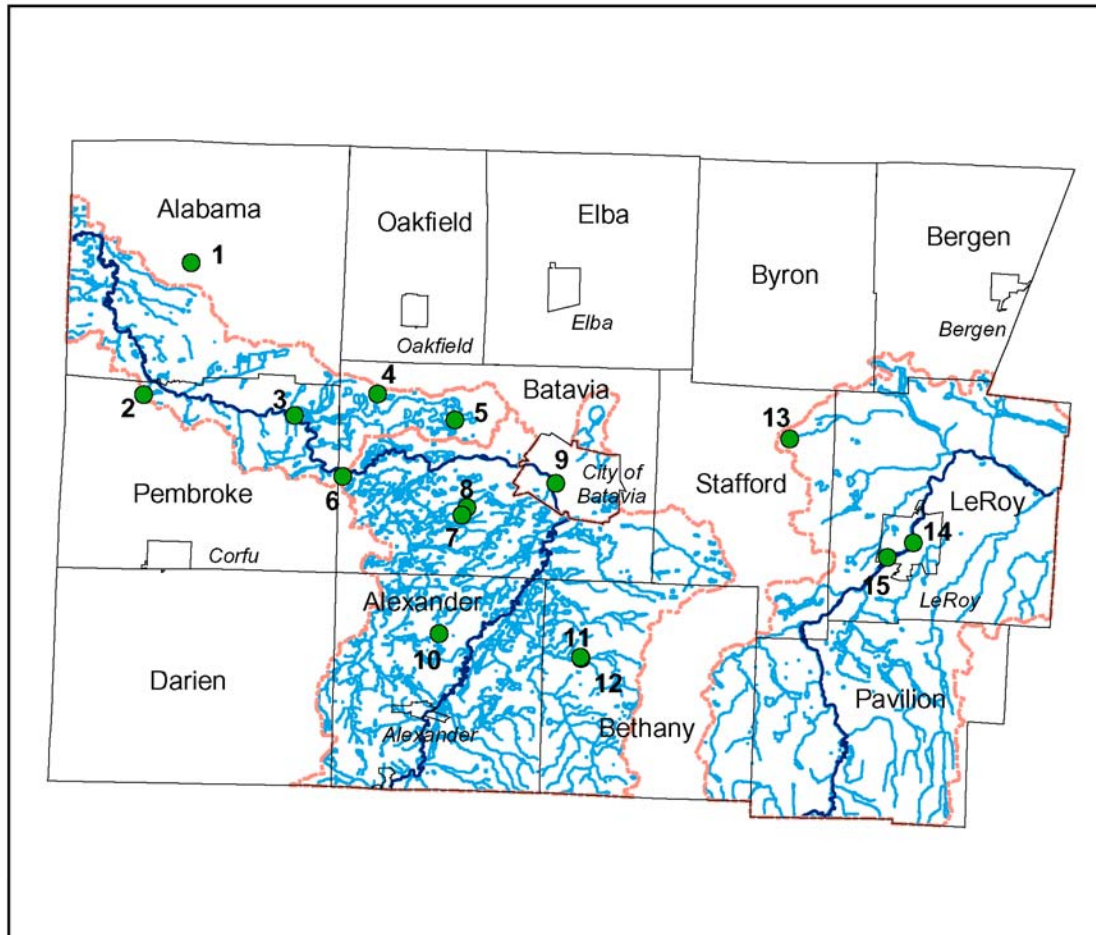 Alabama
1
Oakfield
Elba
Byron
Bergen
Elba
Oakfield
Bergen
2
3
4
5
Batavia
13
6
Pembroke
8
7
9
City of
Batavia
Stafford
LeRoy
14
15
LeRoy
Corfu
Alexander
10
11
12
Darien
Alexander
Bethany
Pavilion